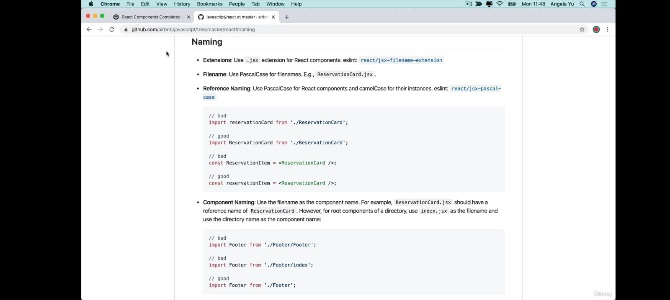 Chrome File Edit View History Bookmarks People Tab Window Help Mon 11:43 Angela Yu
React Components Completed
javascript/react at master · airbn
github.com/airbnb/javascript/tree/master/react#naming
Naming
Extensions: Use .jsx extension for React components. eslint: react/jsx-filename-extension
Filename: Use PascalCase for filenames. E.g., ReservationCard.jsx.
Reference Naming: Use PascalCase for React components and camelCase for their instances. eslint: react/jsx-pascal-
case
// bad
import reservationCard from './ReservationCard';
// good
import ReservationCard from './ReservationCard';
// bad
const ReservationItem = <ReservationCard />;
// good
const reservationItem = <ReservationCard />;
Component Naming: Use the filename as the component name. For example, ReservationCard.jsx should have a
reference name of ReservationCard. However, for root components of a directory, use index.jsx as the filename and
use the directory name as the component name:
// bad
import Footer from './Footer/Footer';
// bad
import Footer from './Footer/index';
// good
import Footer from './Footer';